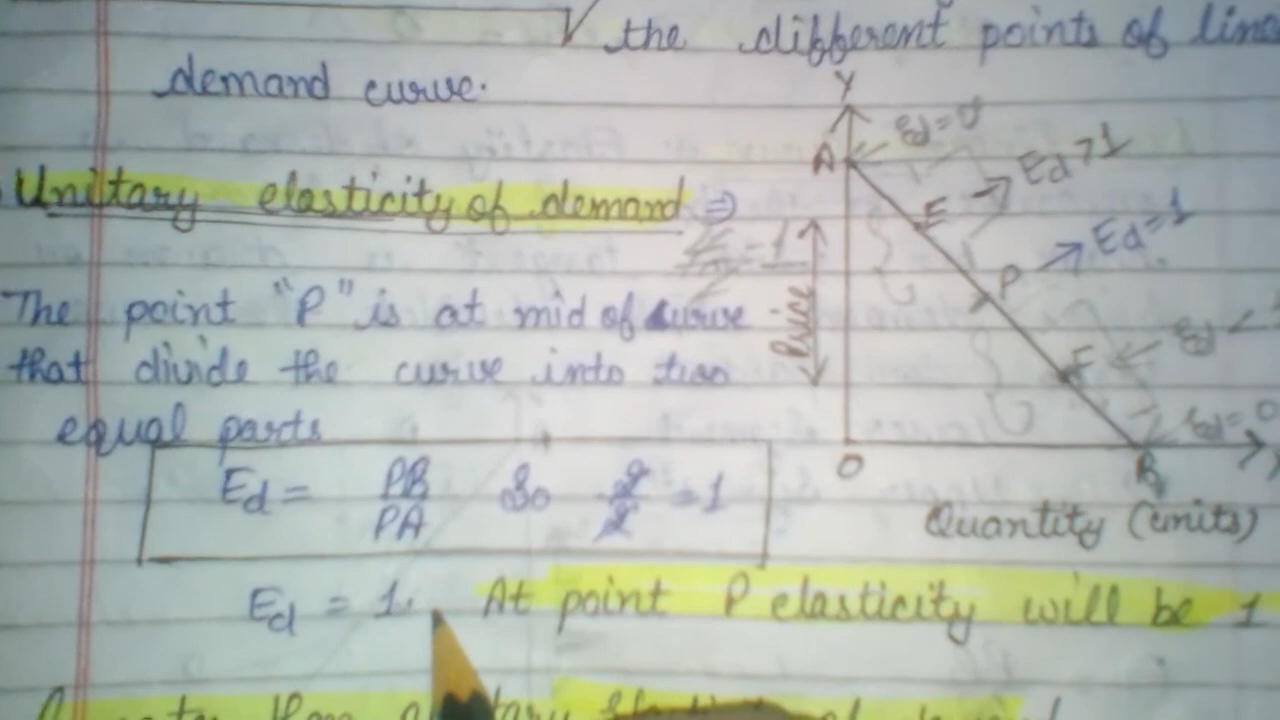 the different points of
demand curve.
Unitary elasticity of demand ⇒
The point "P" is at mid of curve
that divide the curve into two
equal parts
Ed = PB/PA So 2/2 = 1
Ed = 1. At point P elasticity will be 1
Y
A
E → Ed>1
P → Ed=1
F ← Ed <
Ed=0
Price
O
B
Quantity (units)